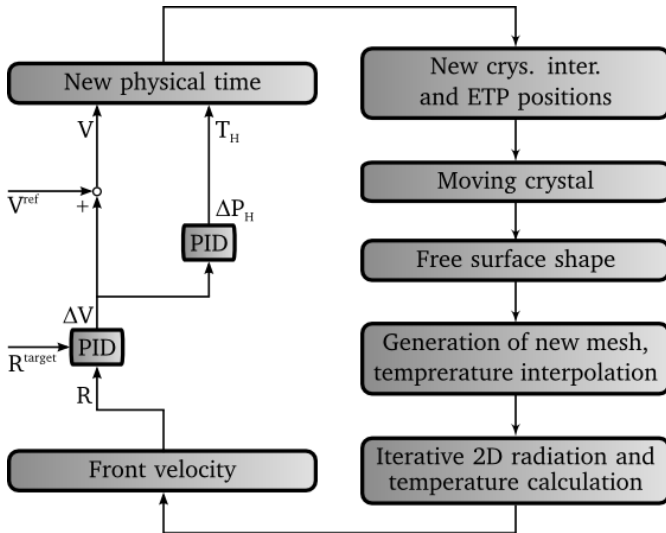 New physical time
V
T_H
V^ref
+
ΔP_H
PID
ΔV
R^target
PID
R
Front velocity
New crys. inter.
and ETP positions
Moving crystal
Free surface shape
Generation of new mesh,
temprerature interpolation
Iterative 2D radiation and
temperature calculation